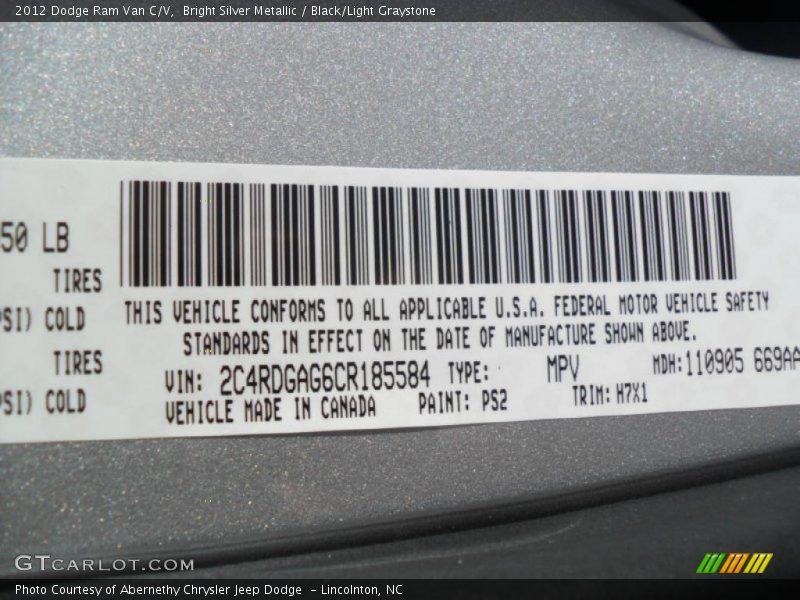 2012 Dodge Ram Van C/V, Bright Silver Metallic / Black/Light Graystone
50 LB
TIRES
PSI) COLD
TIRES
PSI) COLD
THIS VEHICLE CONFORMS TO ALL APPLICABLE U.S.A. FEDERAL MOTOR VEHICLE SAFETY
STANDARDS IN EFFECT ON THE DATE OF MANUFACTURE SHOWN ABOVE.
VIN: 2C4RDGAG6CR185584 TYPE: MPV MDH:110905 669AA
VEHICLE MADE IN CANADA PAINT: PS2 TRIM: H7X1
GTCARLOT.COM
Photo Courtesy of Abernethy Chrysler Jeep Dodge - Lincolnton, NC